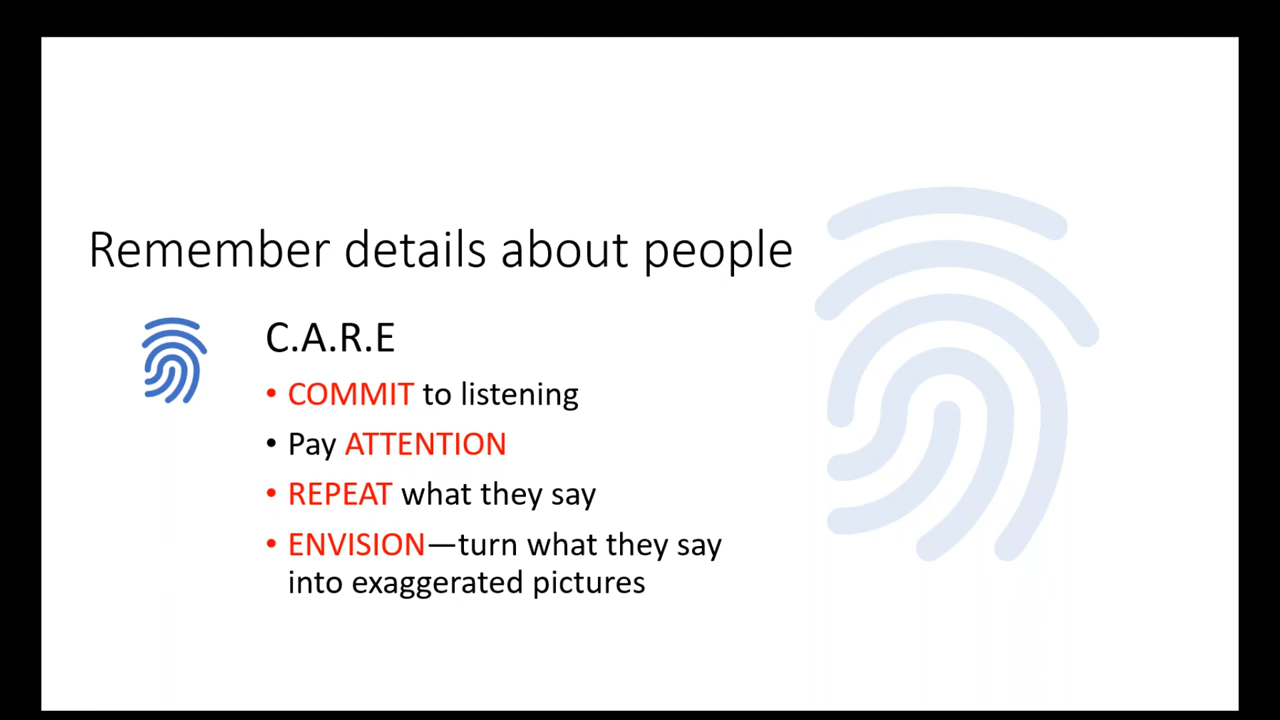 Remember details about people
C.A.R.E
• COMMIT to listening
• Pay ATTENTION
• REPEAT what they say
• ENVISION—turn what they say
into exaggerated pictures